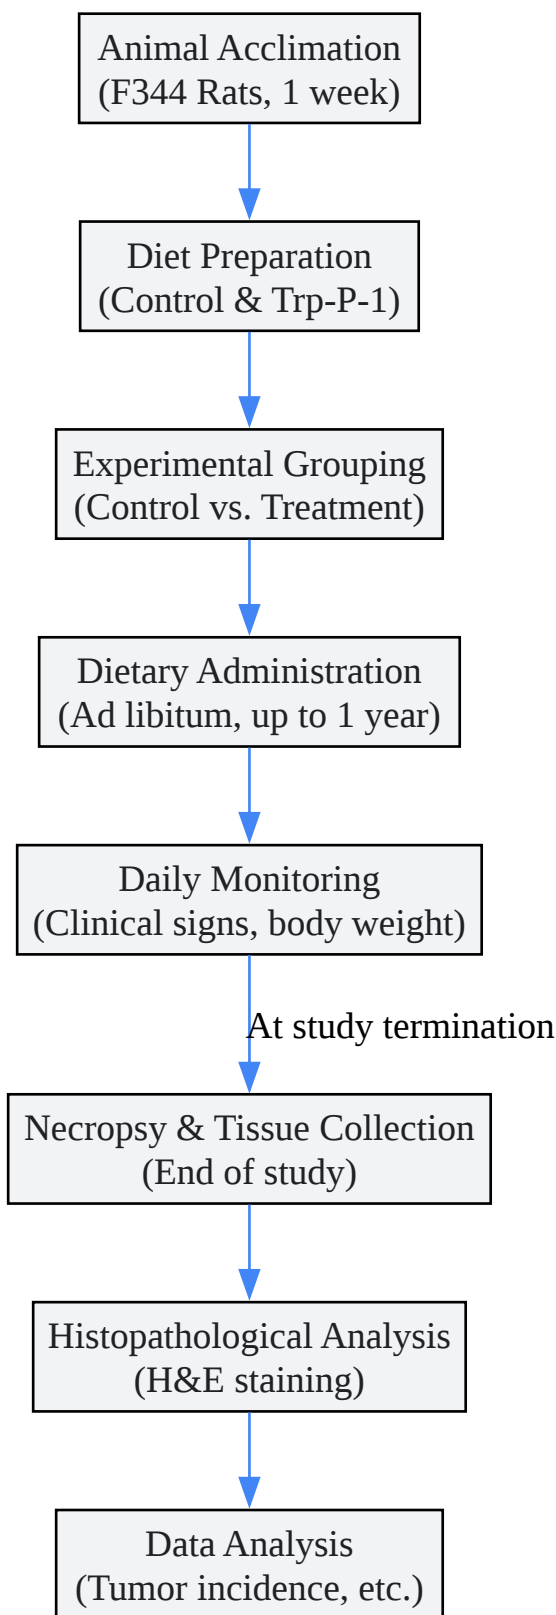 Animal Acclimation
(F344 Rats, 1 week)
Diet Preparation
(Control & Trp-P-1)
Experimental Grouping
(Control vs. Treatment)
Dietary Administration
(Ad libitum, up to 1 year)
Daily Monitoring
(Clinical signs, body weight)
At study termination
Necropsy & Tissue Collection
(End of study)
Histopathological Analysis
(H&E staining)
Data Analysis
(Tumor incidence, etc.)